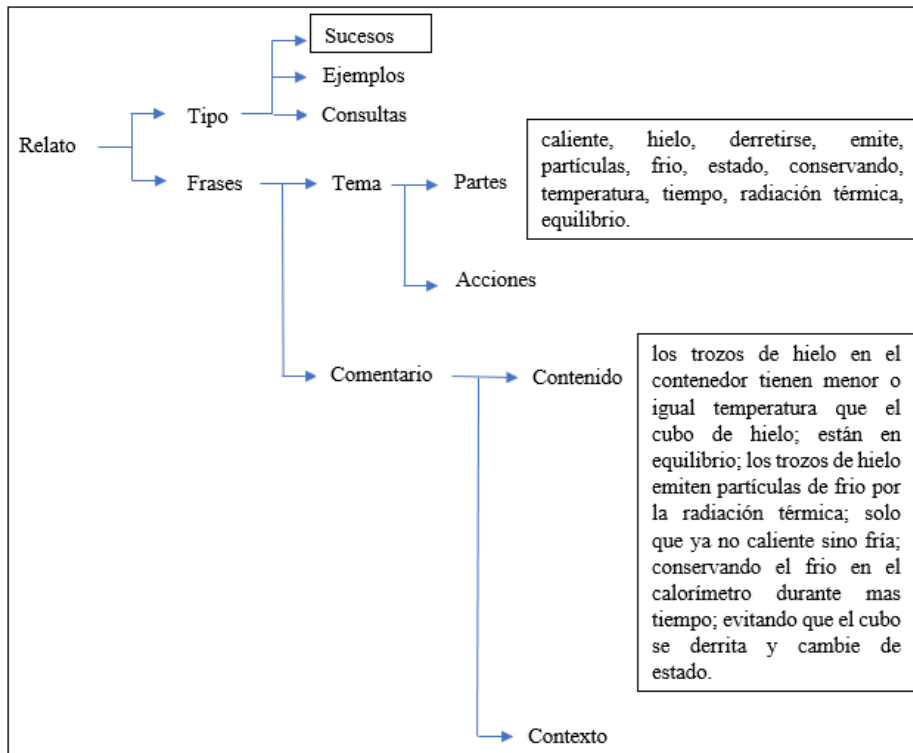 Sucesos
Ejemplos
Tipo
Consultas
Relato
Frases
Tema
Partes
caliente, hielo, derretirse, emite,
partículas, frio, estado, conservando,
temperatura, tiempo, radiación térmica,
equilibrio.
Acciones
Comentario
Contenido
los trozos de hielo en el
contenedor tienen menor o
igual temperatura que el
cubo de hielo; están en
equilibrio; los trozos de hielo
emiten partículas de frio por
la radiación térmica; solo
que ya no caliente sino fría;
conservando el frio en el
calorímetro durante mas
tiempo; evitando que el cubo
se derrita y cambie de
estado.
Contexto